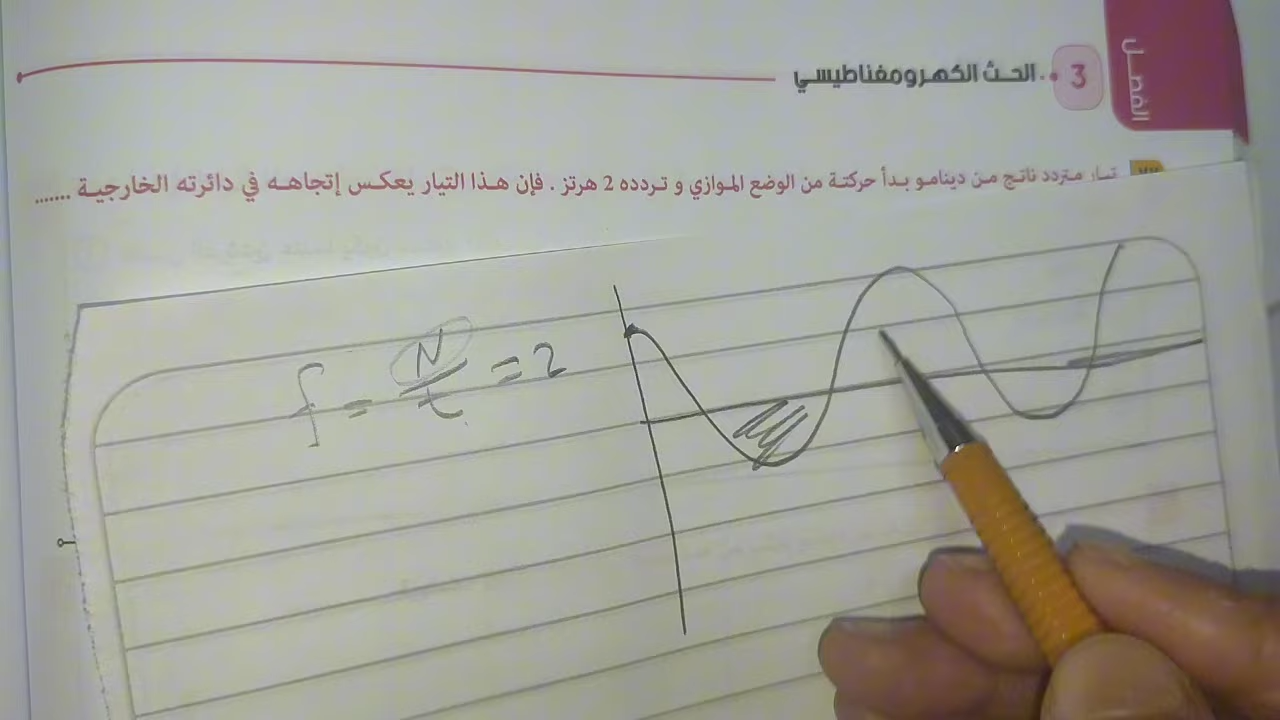 الفصل
3 الحث الكهرومغناطيسي
تيار متردد ناتج من دينامو بدأ حركتة من الوضع الموازي و تردده 2 هرتز . فإن هذا التيار يعكس إتجاهه في دائرته الخارجية .......
f = N/t = 2